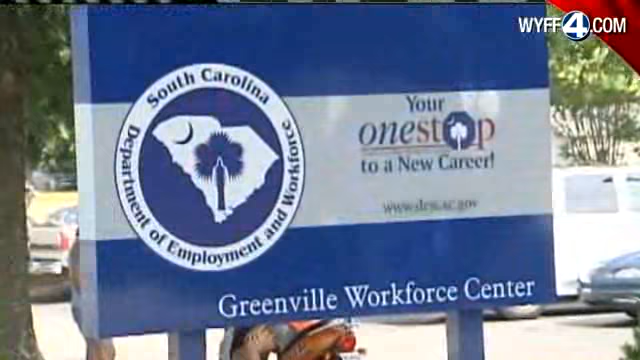 WYFF4.COM
South Carolina
Department of Employment and Workforce
Your
onestop
to a New Career!
www.dew.sc.gov
Greenville Workforce Center